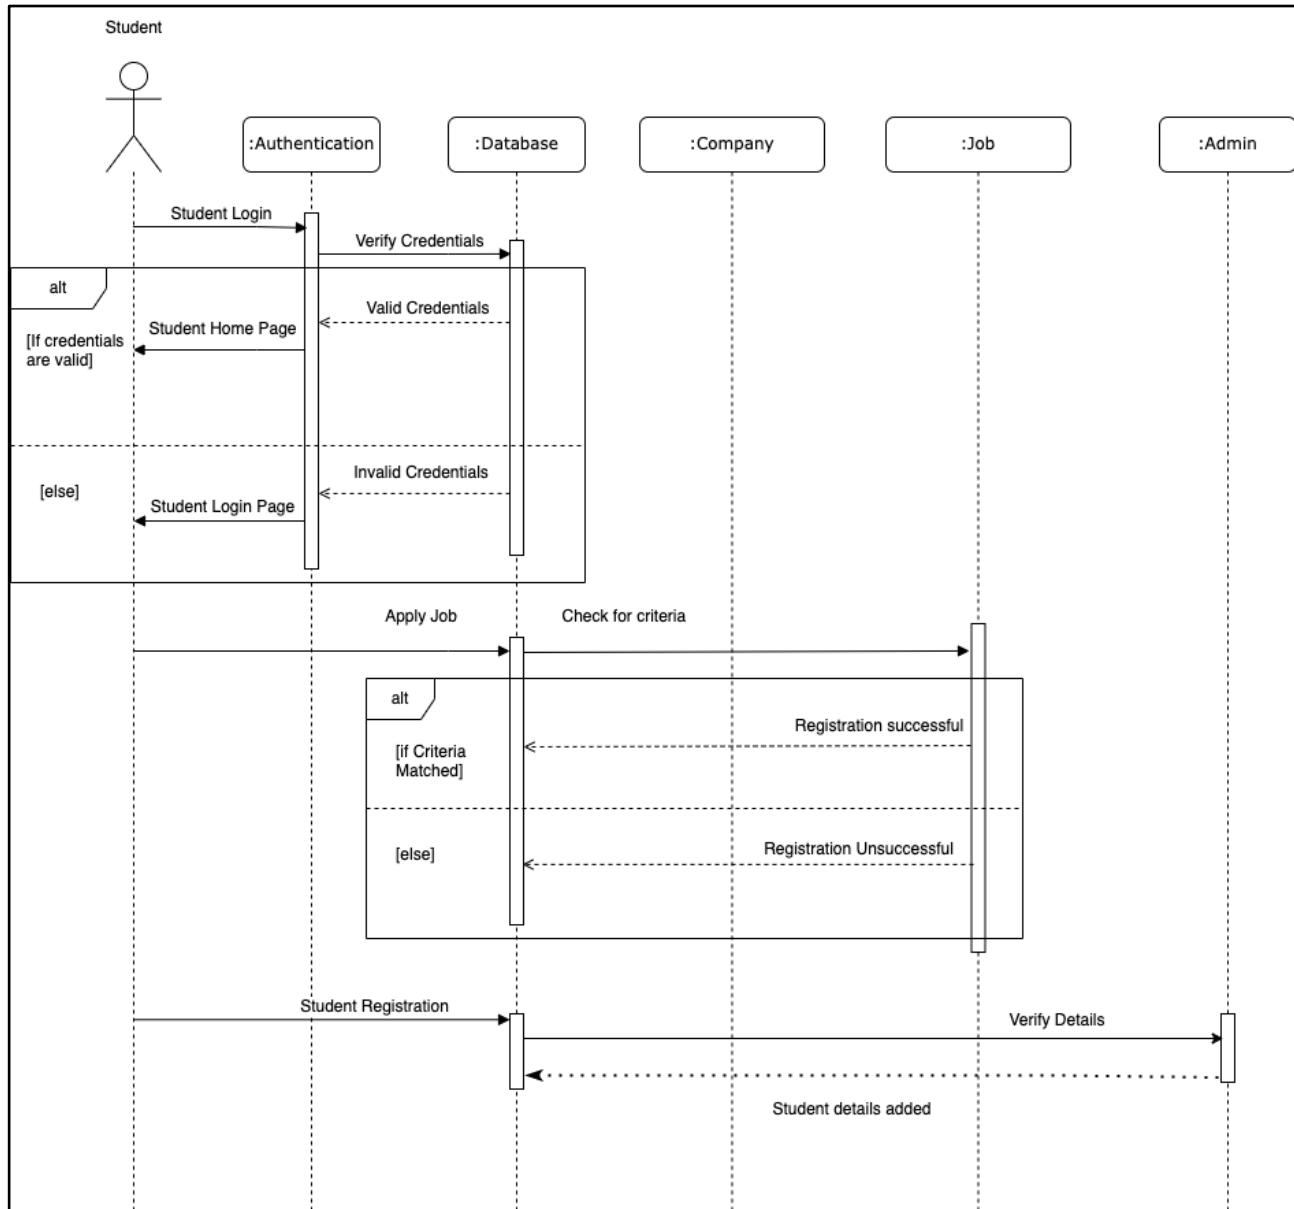 Student
:Authentication
:Database
:Company
:Job
:Admin
Student Login
Verify Credentials
alt
Valid Credentials
Student Home Page
[If credentials
are valid]
Invalid Credentials
[else]
Student Login Page
Apply Job
Check for criteria
alt
Registration successful
[if Criteria
Matched]
Registration Unsuccessful
[else]
Student Registration
Verify Details
Student details added